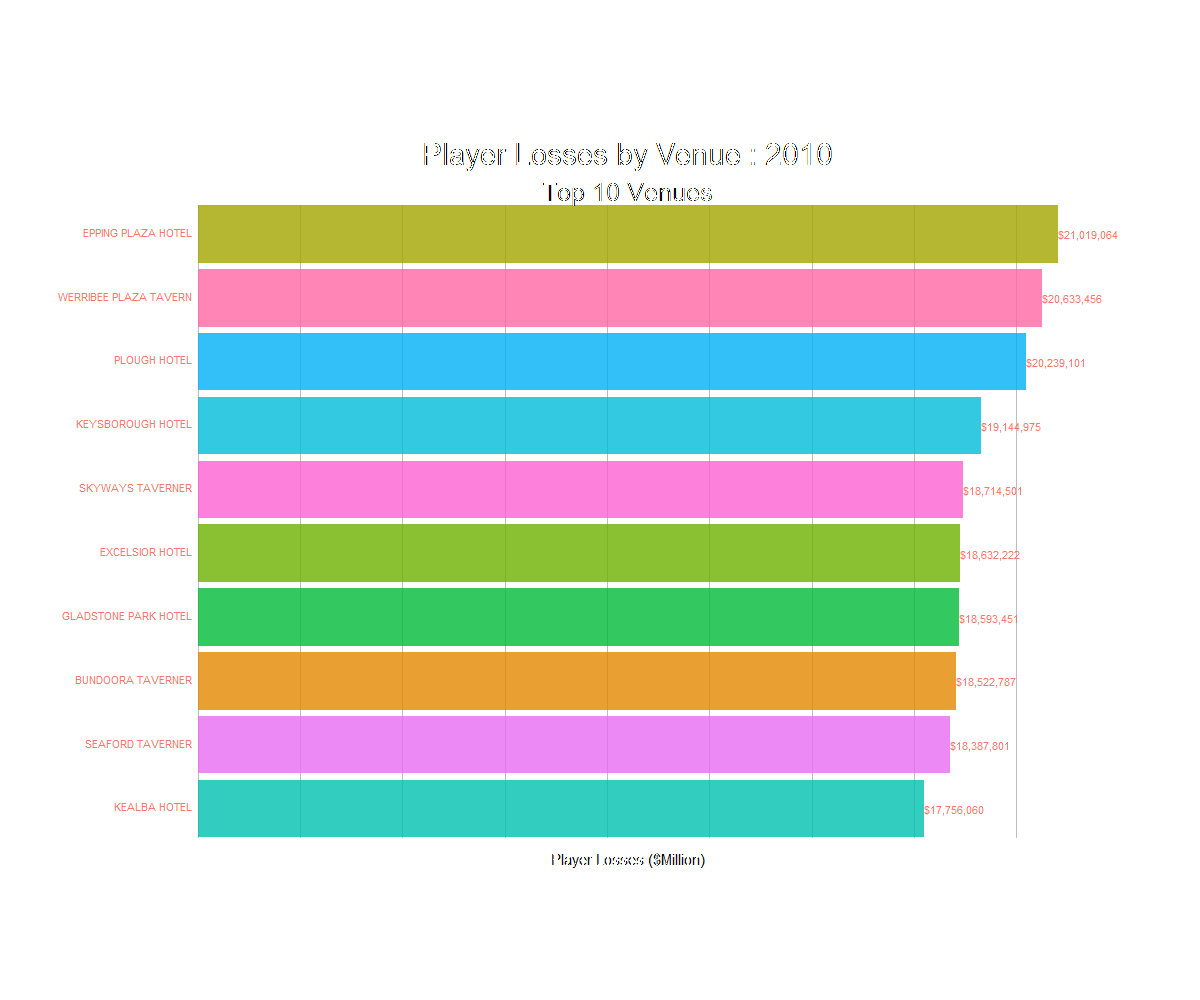 Player Losses by Venue : 2010
Top 10 Venues
EPPING PLAZA HOTEL $21,019,064
WERRIBEE PLAZA TAVERN $20,633,456
PLOUGH HOTEL $20,239,101
KEYSBOROUGH HOTEL $19,144,975
SKYWAYS TAVERNER $18,714,501
EXCELSIOR HOTEL $18,632,222
GLADSTONE PARK HOTEL $18,593,451
BUNDOORA TAVERNER $18,522,787
SEAFORD TAVERNER $18,387,801
KEALBA HOTEL $17,756,060
Player Losses ($Million)